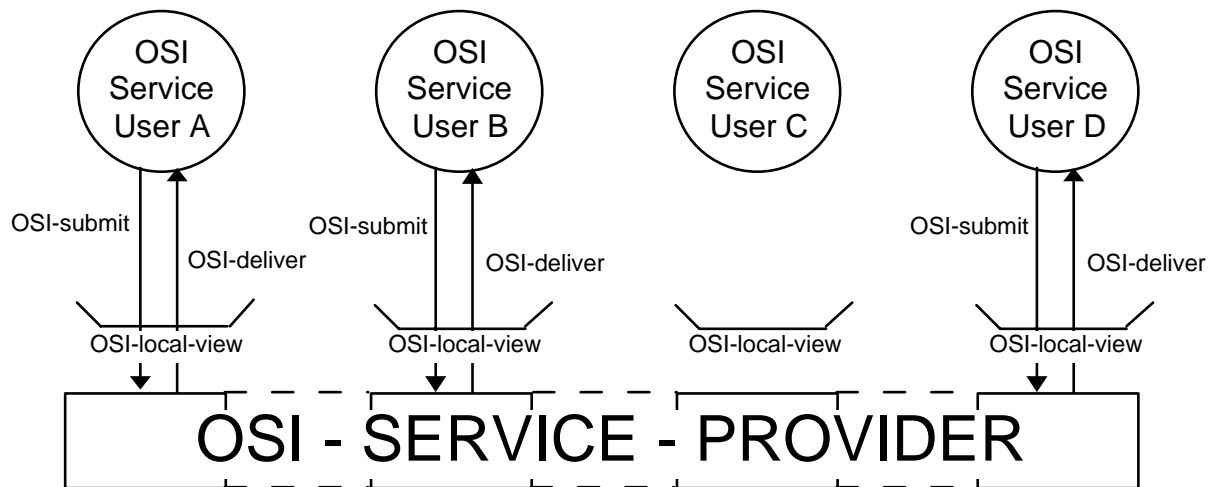 OSI
Service
User A
OSI
Service
User B
OSI
Service
User C
OSI
Service
User D
OSI-submit
OSI-submit
OSI-submit
OSI-deliver
OSI-deliver
OSI-deliver
OSI-local-view
OSI-local-view
OSI-local-view
OSI-local-view
OSI - SERVICE - PROVIDER